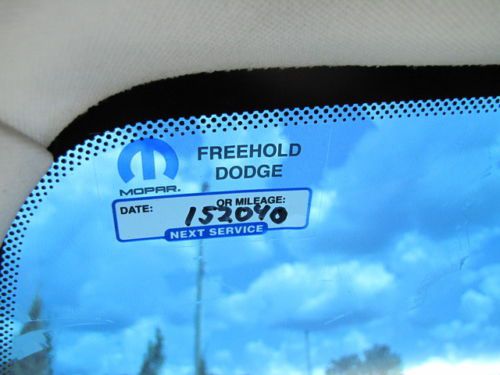 FREEHOLD
DODGE
MOPAR.
DATE: OR MILEAGE:
152040
NEXT SERVICE